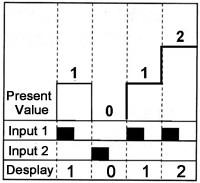 2
1 1
0
Present
Value
Input 1
Input 2
Desplay 1 0 1 2